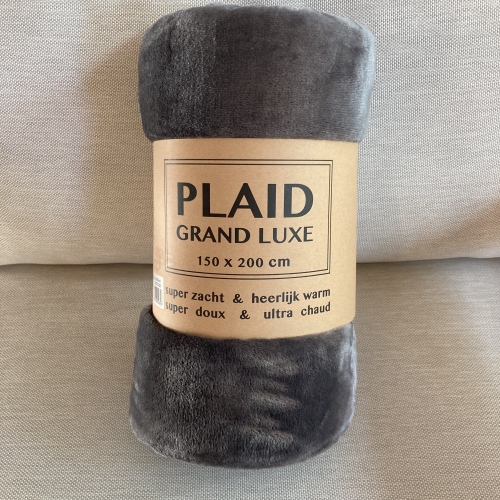 PLAID
GRAND LUXE
150 x 200 cm
super zacht & heerlijk warm
super doux & ultra chaud